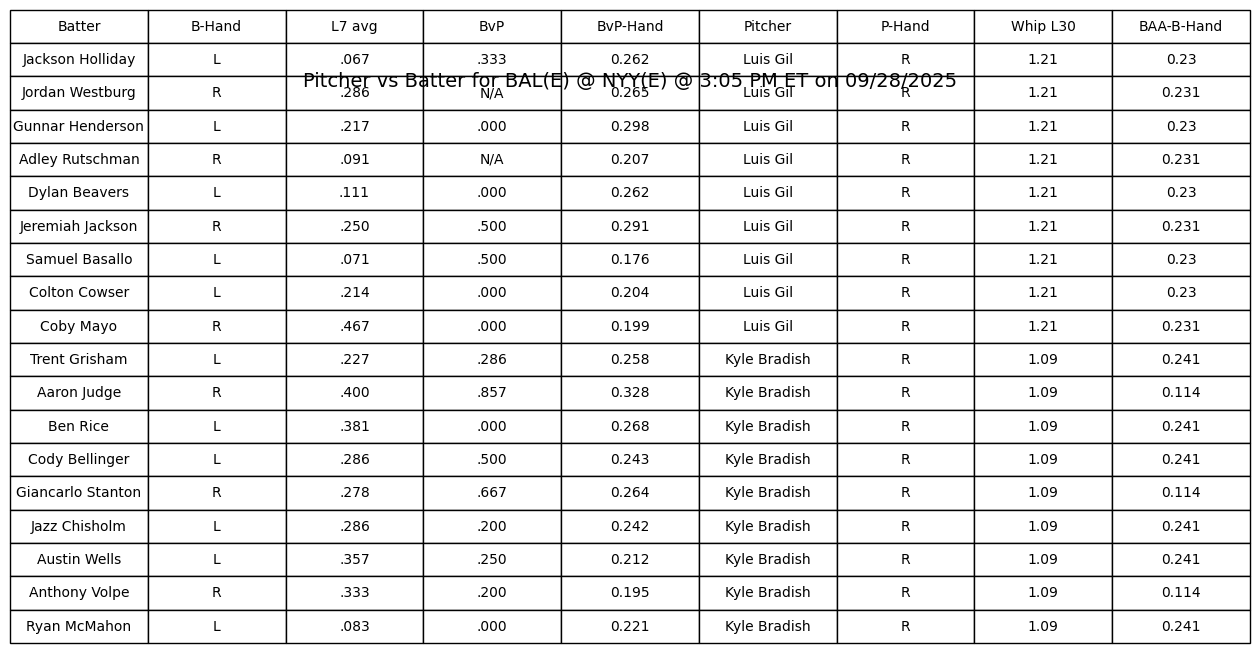 Batter B-Hand L7 avg BvP BvP-Hand Pitcher P-Hand Whip L30 BAA-B-Hand
Jackson Holliday L .067 .333 0.262 Luis Gil R 1.21 0.23
Pitcher vs Batter for BAL(E) @ NYY(E) @ 3:05 PM ET on 09/28/2025
Jordan Westburg R .286 N/A 0.265 Luis Gil R 1.21 0.231
Gunnar Henderson L .217 .000 0.298 Luis Gil R 1.21 0.23
Adley Rutschman R .091 N/A 0.207 Luis Gil R 1.21 0.231
Dylan Beavers L .111 .000 0.262 Luis Gil R 1.21 0.23
Jeremiah Jackson R .250 .500 0.291 Luis Gil R 1.21 0.231
Samuel Basallo L .071 .500 0.176 Luis Gil R 1.21 0.23
Colton Cowser L .214 .000 0.204 Luis Gil R 1.21 0.23
Coby Mayo R .467 .000 0.199 Luis Gil R 1.21 0.231
Trent Grisham L .227 .286 0.258 Kyle Bradish R 1.09 0.241
Aaron Judge R .400 .857 0.328 Kyle Bradish R 1.09 0.114
Ben Rice L .381 .000 0.268 Kyle Bradish R 1.09 0.241
Cody Bellinger L .286 .500 0.243 Kyle Bradish R 1.09 0.241
Giancarlo Stanton R .278 .667 0.264 Kyle Bradish R 1.09 0.114
Jazz Chisholm L .286 .200 0.242 Kyle Bradish R 1.09 0.241
Austin Wells L .357 .250 0.212 Kyle Bradish R 1.09 0.241
Anthony Volpe R .333 .200 0.195 Kyle Bradish R 1.09 0.114
Ryan McMahon L .083 .000 0.221 Kyle Bradish R 1.09 0.241